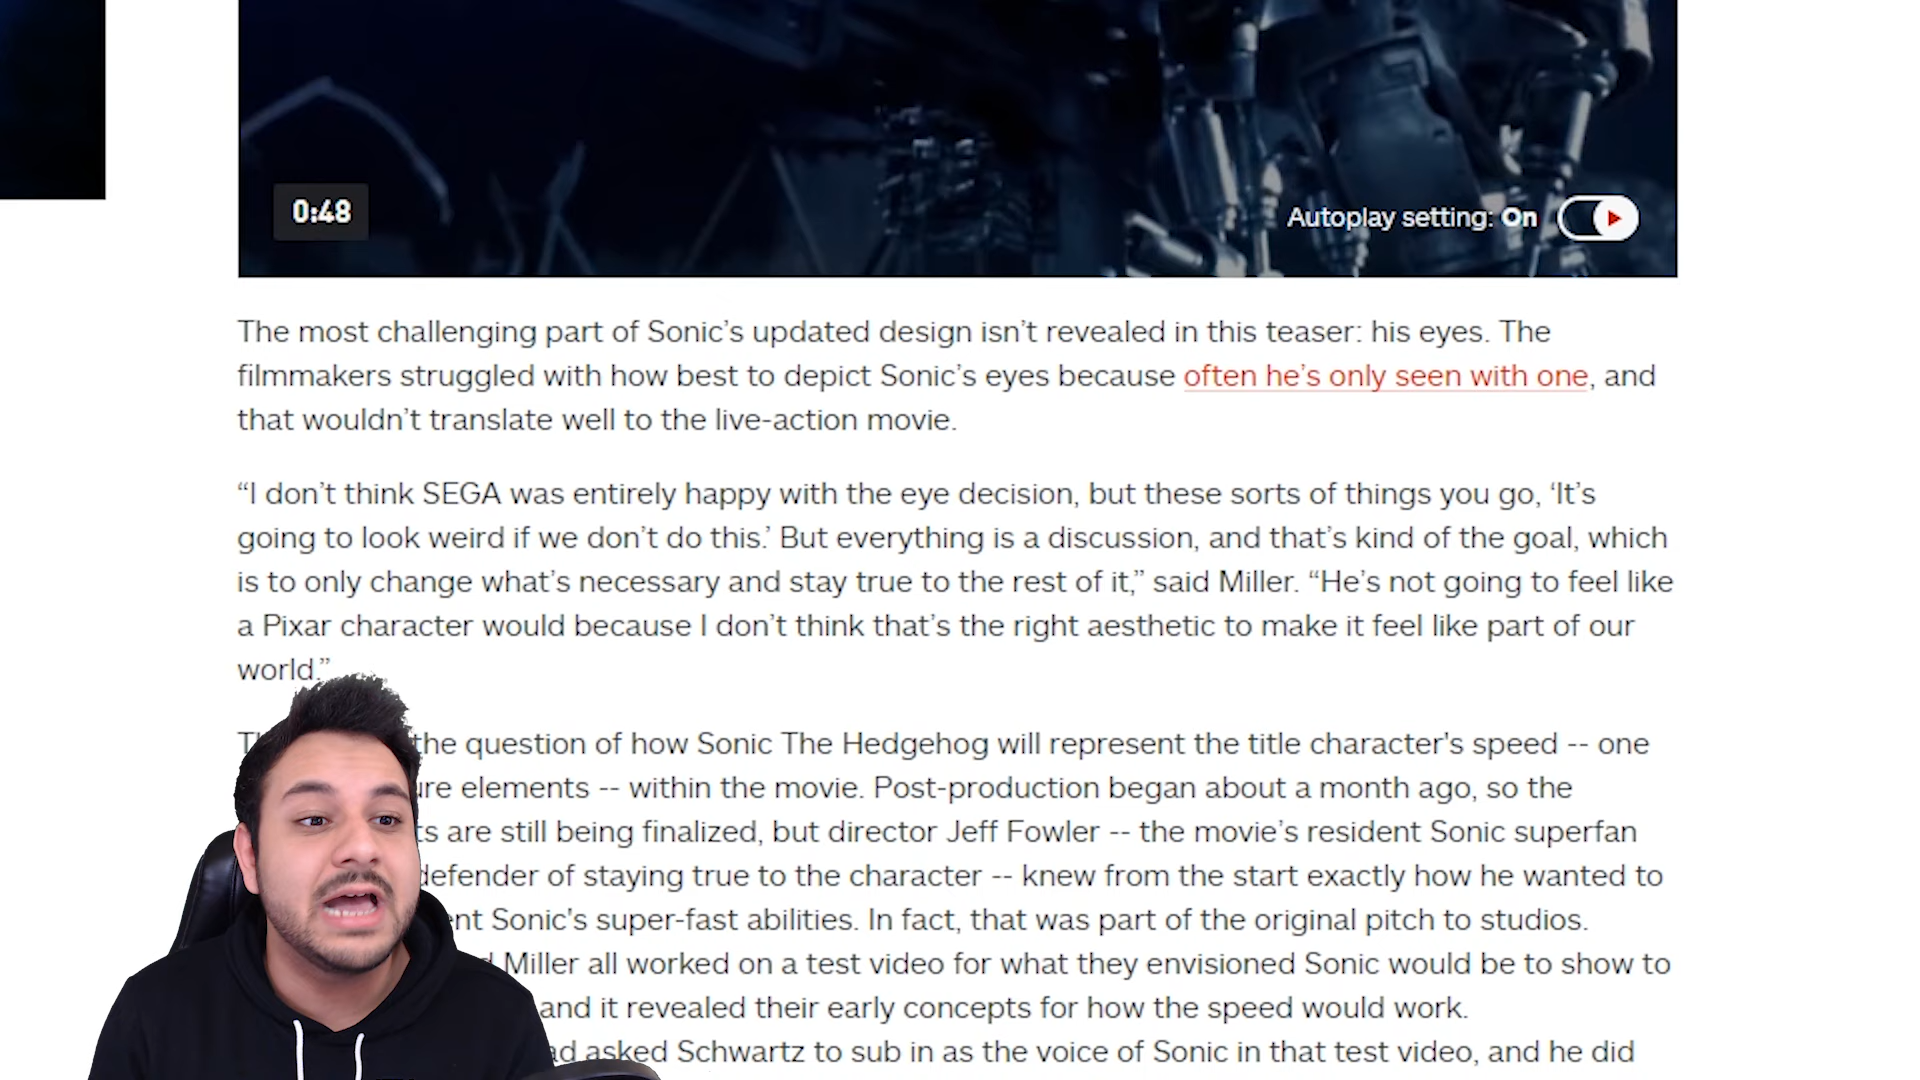 0:48
Autoplay setting: On
The most challenging part of Sonic’s updated design isn’t revealed in this teaser: his eyes. The
filmmakers struggled with how best to depict Sonic’s eyes because often he’s only seen with one, and
that wouldn’t translate well to the live-action movie.
“I don’t think SEGA was entirely happy with the eye decision, but these sorts of things you go, ‘It’s
going to look weird if we don’t do this.’ But everything is a discussion, and that’s kind of the goal, which
is to only change what’s necessary and stay true to the rest of it,” said Miller. “He’s not going to feel like
a Pixar character would because I don’t think that’s the right aesthetic to make it feel like part of our
world.”
the question of how Sonic The Hedgehog will represent the title character's speed -- one
elements -- within the movie. Post-production began about a month ago, so the
are still being finalized, but director Jeff Fowler -- the movie’s resident Sonic superfan
defender of staying true to the character -- knew from the start exactly how he wanted to
Sonic's super-fast abilities. In fact, that was part of the original pitch to studios.
Miller all worked on a test video for what they envisioned Sonic would be to show to
and it revealed their early concepts for how the speed would work.
asked Schwartz to sub in as the voice of Sonic in that test video, and he did